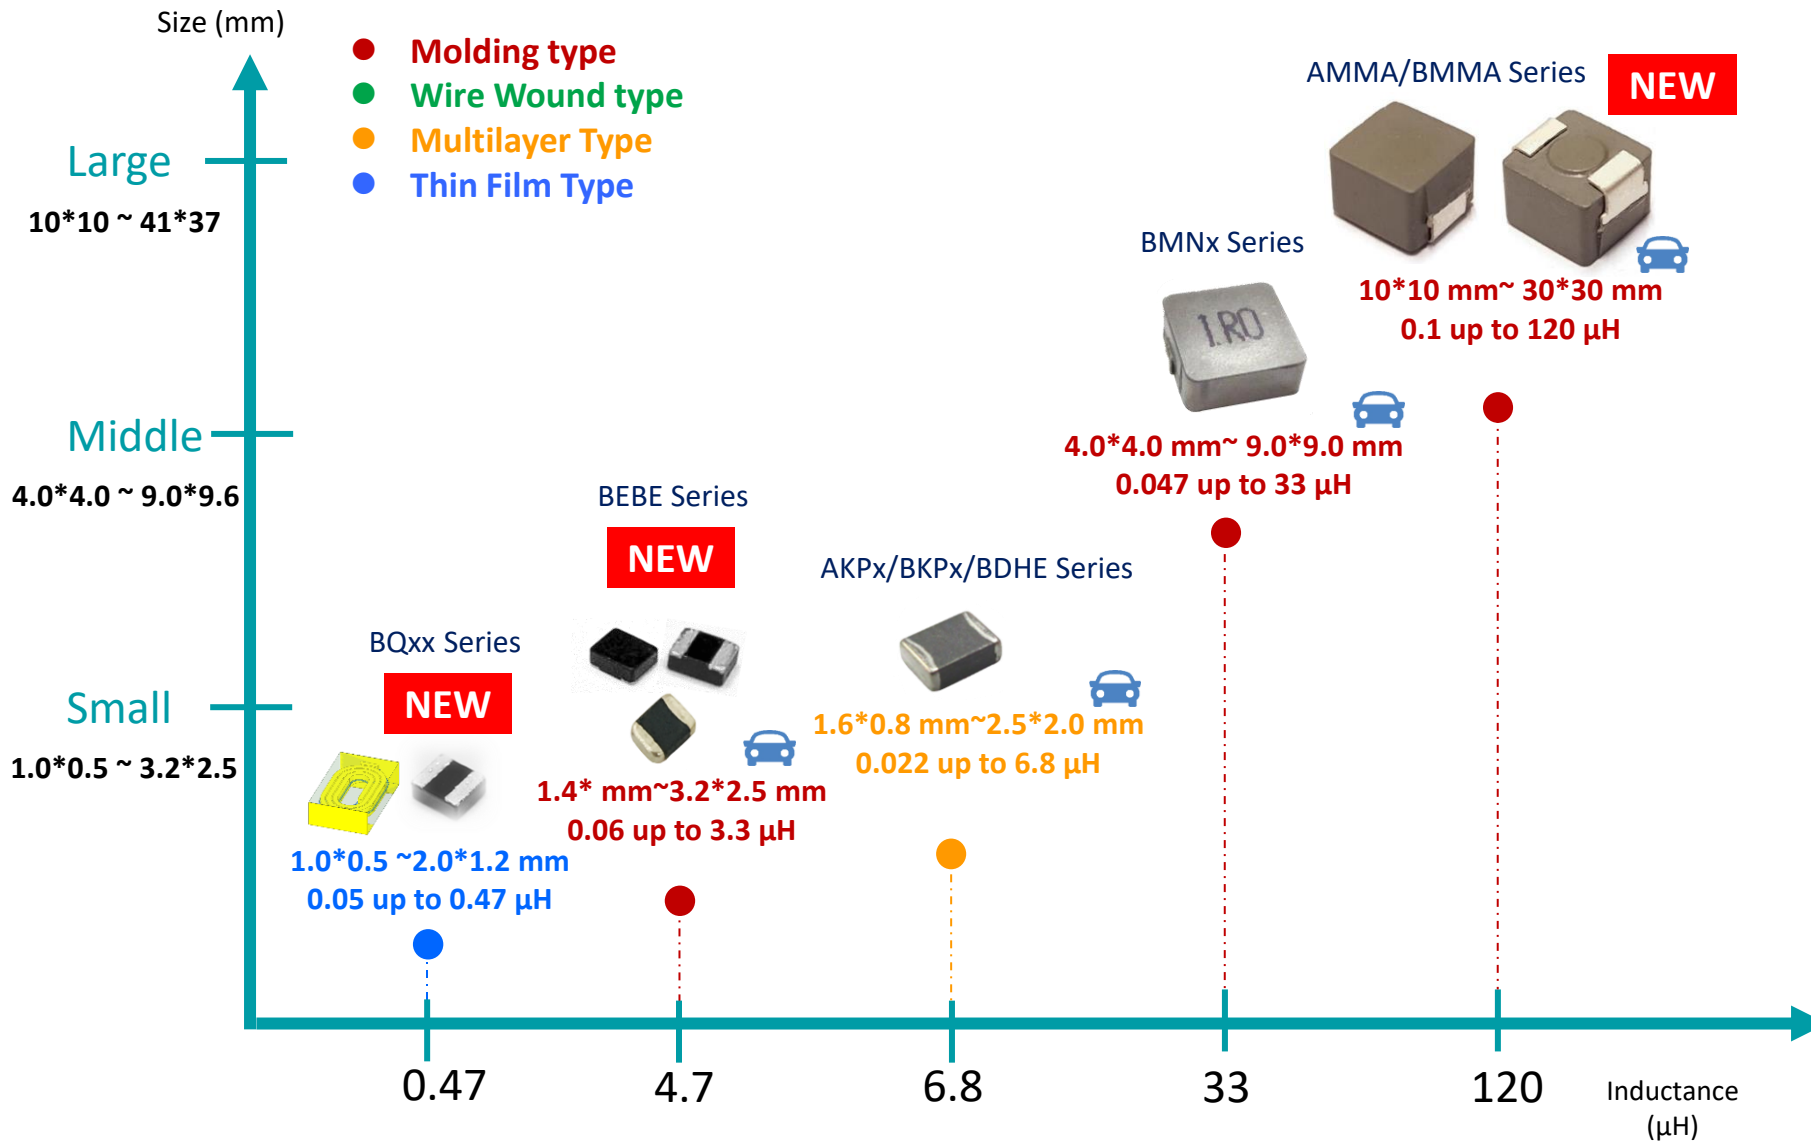 Size (mm)
Molding type
Wire Wound type
Multilayer Type
Thin Film Type
AMMA/BMMA Series
NEW
Large
10*10 ~ 41*37
BMNx Series
1R0
10*10 mm~ 30*30 mm
0.1 up to 120 µH
Middle
4.0*4.0 ~ 9.0*9.6
4.0*4.0 mm~ 9.0*9.0 mm
0.047 up to 33 µH
BEBE Series
NEW
AKPx/BKPx/BDHE Series
BQxx Series
NEW
Small
1.0*0.5 ~ 3.2*2.5
1.6*0.8 mm~2.5*2.0 mm
0.022 up to 6.8 µH
1.4* mm~3.2*2.5 mm
0.06 up to 3.3 µH
1.0*0.5 ~2.0*1.2 mm
0.05 up to 0.47 µH
0.47
4.7
6.8
33
120
Inductance
(µH)